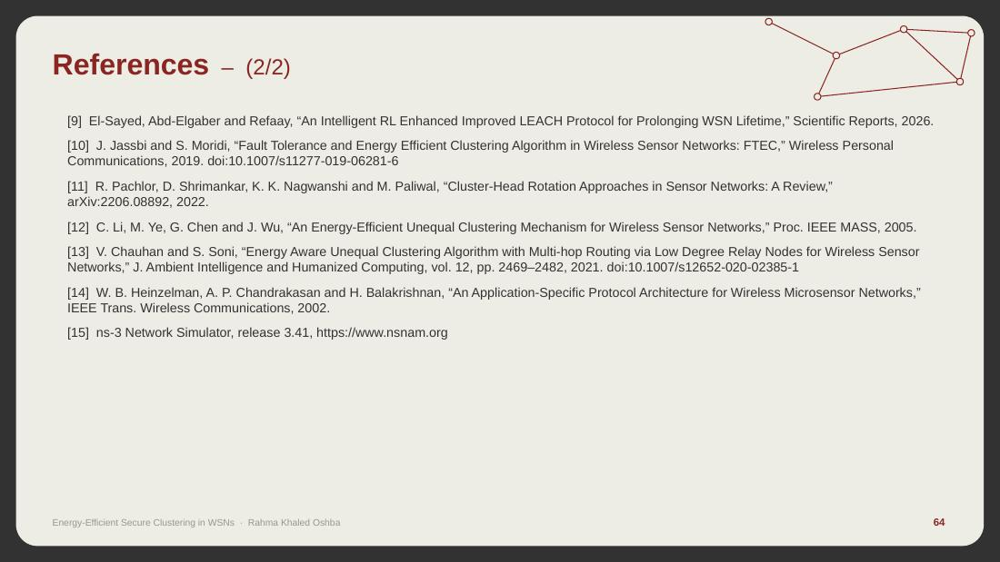 References – (2/2)
[9] El-Sayed, Abd-Elgaber and Refaay, “An Intelligent RL Enhanced Improved LEACH Protocol for Prolonging WSN Lifetime,” Scientific Reports, 2026.
[10] J. Jassbi and S. Moridi, “Fault Tolerance and Energy Efficient Clustering Algorithm in Wireless Sensor Networks: FTEC,” Wireless Personal
Communications, 2019. doi:10.1007/s11277-019-06281-6
[11] R. Pachlor, D. Shrimankar, K. K. Nagwanshi and M. Paliwal, “Cluster-Head Rotation Approaches in Sensor Networks: A Review,”
arXiv:2206.08892, 2022.
[12] C. Li, M. Ye, G. Chen and J. Wu, “An Energy-Efficient Unequal Clustering Mechanism for Wireless Sensor Networks,” Proc. IEEE MASS, 2005.
[13] V. Chauhan and S. Soni, “Energy Aware Unequal Clustering Algorithm with Multi-hop Routing via Low Degree Relay Nodes for Wireless Sensor
Networks,” J. Ambient Intelligence and Humanized Computing, vol. 12, pp. 2469–2482, 2021. doi:10.1007/s12652-020-02385-1
[14] W. B. Heinzelman, A. P. Chandrakasan and H. Balakrishnan, “An Application-Specific Protocol Architecture for Wireless Microsensor Networks,”
IEEE Trans. Wireless Communications, 2002.
[15] ns-3 Network Simulator, release 3.41, https://www.nsnam.org
Energy-Efficient Secure Clustering in WSNs · Rahma Khaled Oshba
64